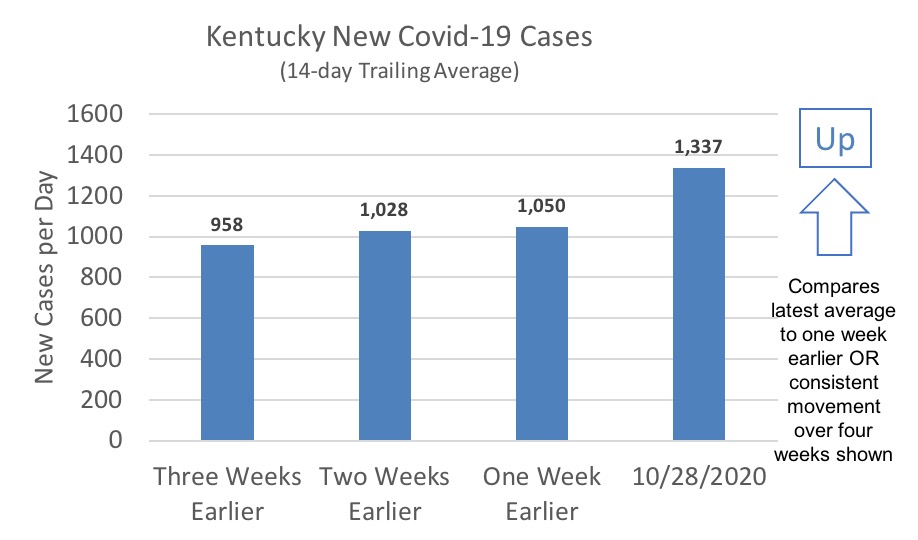 Kentucky New Covid-19 Cases
(14-day Trailing Average)
New Cases per Day
1600
1400
1200
1000
800
600
400
200
0
958
1,028
1,050
1,337
Three Weeks
Earlier
Two Weeks
Earlier
One Week
Earlier
10/28/2020
Up
Compares
latest average
to one week
earlier OR
consistent
movement
over four
weeks shown